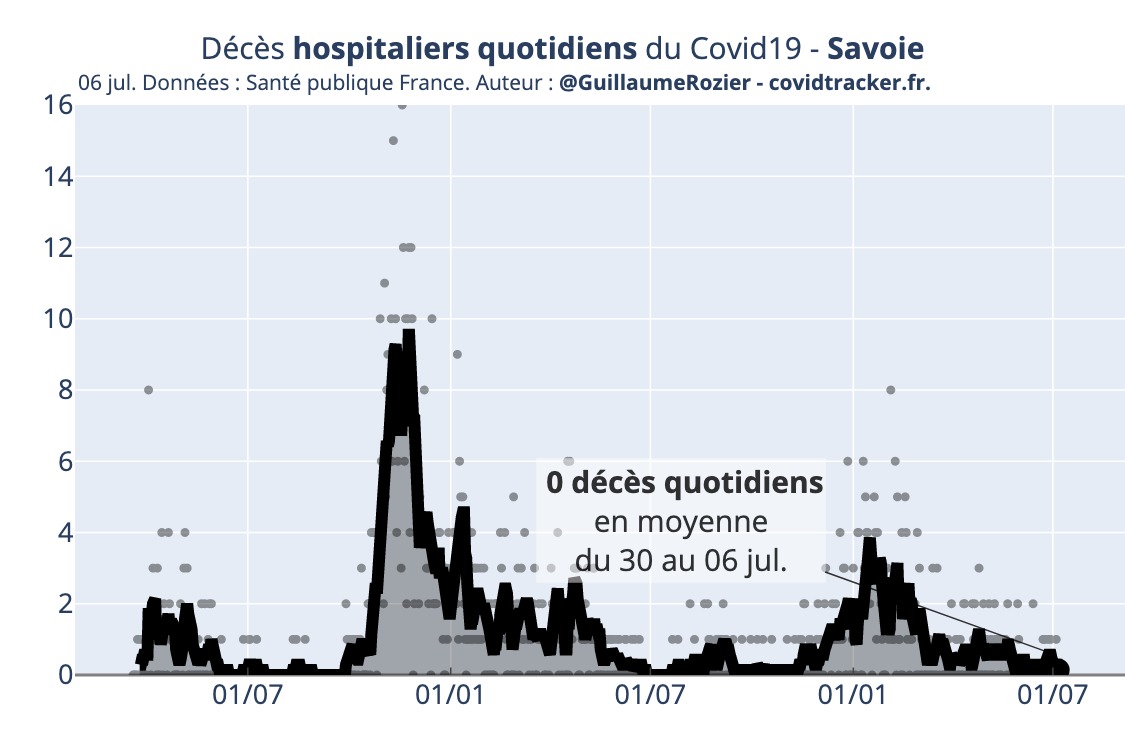 Décès hospitaliers quotidiens du Covid19 - Savoie
06 jul. Données : Santé publique France. Auteur : @GuillaumeRozier - covidtracker.fr.
16
14
12
10
8
6
0 décès quotidiens
en moyenne
4
du 30 au 06 jul.
2
0
01/07 01/01 01/07 01/01 01/07